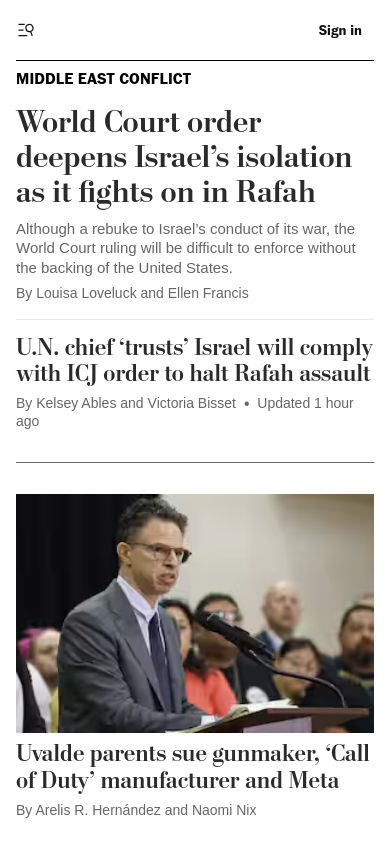 Sign in
MIDDLE EAST CONFLICT
World Court order
deepens Israel’s isolation
as it fights on in Rafah
Although a rebuke to Israel’s conduct of its war, the
World Court ruling will be difficult to enforce without
the backing of the United States.
By Louisa Loveluck and Ellen Francis
U.N. chief ‘trusts’ Israel will comply
with ICJ order to halt Rafah assault
By Kelsey Ables and Victoria Bisset • Updated 1 hour
ago
Uvalde parents sue gunmaker, ‘Call
of Duty’ manufacturer and Meta
By Arelis R. Hernández and Naomi Nix